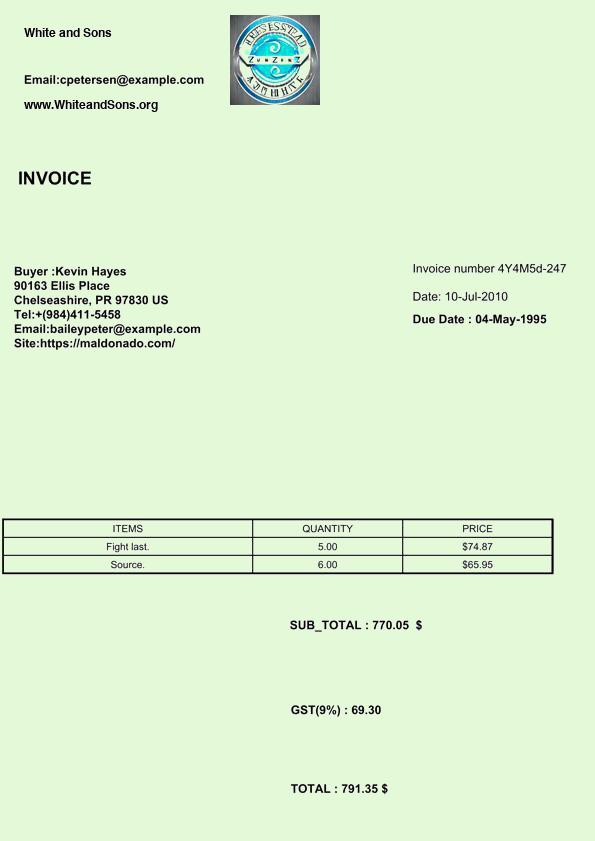 White and Sons
Email:cpetersen@example.com
www.WhiteandSons.org
INVOICE
Buyer :Kevin Hayes
90163 Ellis Place
Chelseashire, PR 97830 US
Tel:+(984)411-5458
Email:baileypeter@example.com
Site:https://maldonado.com/
Invoice number 4Y4M5d-247
Date: 10-Jul-2010
Due Date : 04-May-1995
ITEMS QUANTITY PRICE
Fight last. 5.00 $74.87
Source. 6.00 $65.95
SUB_TOTAL : 770.05 $
GST(9%) : 69.30
TOTAL : 791.35 $